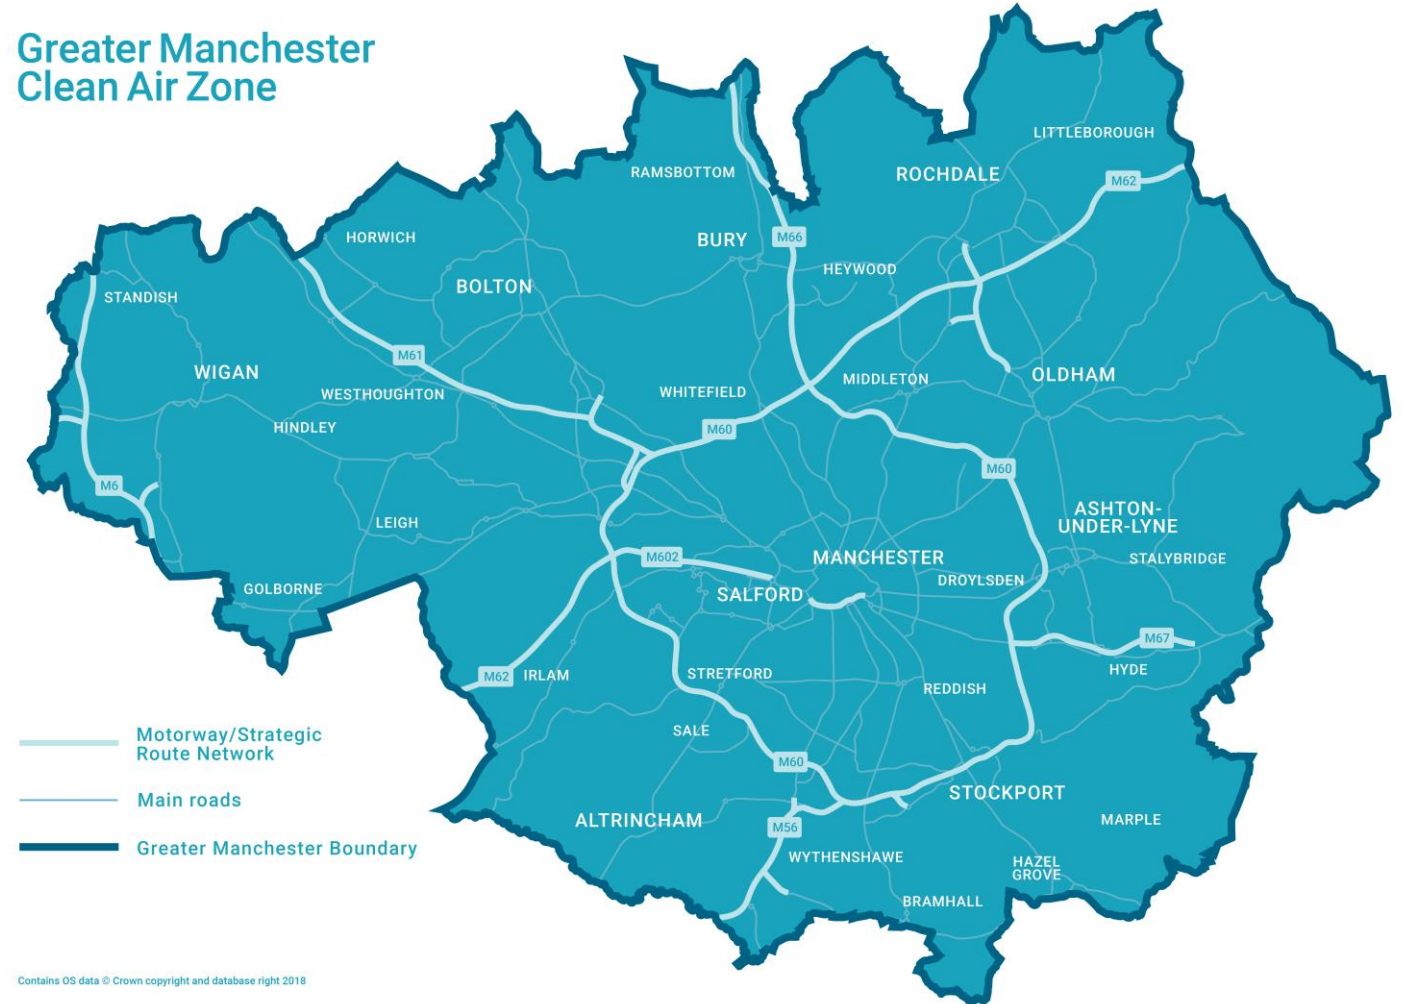 Greater Manchester
Clean Air Zone
LITTLEBOROUGH
RAMSBOTTOM
ROCHDALE
M62
HORWICH
BURY
M66
HEYWOOD
BOLTON
STANDISH
M61
WIGAN
WESTHOUGHTON
WHITEFIELD
MIDDLETON
OLDHAM
HINDLEY
M60
M60
M6
LEIGH
ASHTON-
UNDER-LYNE
M602
MANCHESTER
STALYBRIDGE
GOLBORNE
SALFORD
DROYLSDEN
M67
M62
IRLAM
STRETFORD
REDDISH
HYDE
SALE
M60
STOCKPORT
ALTRINCHAM
M56
MARPLE
WYTHENSHAWE
HAZEL
GROVE
BRAMHALL
Motorway/Strategic
Route Network
Main roads
Greater Manchester Boundary
Contains OS data © Crown copyright and database right 2018